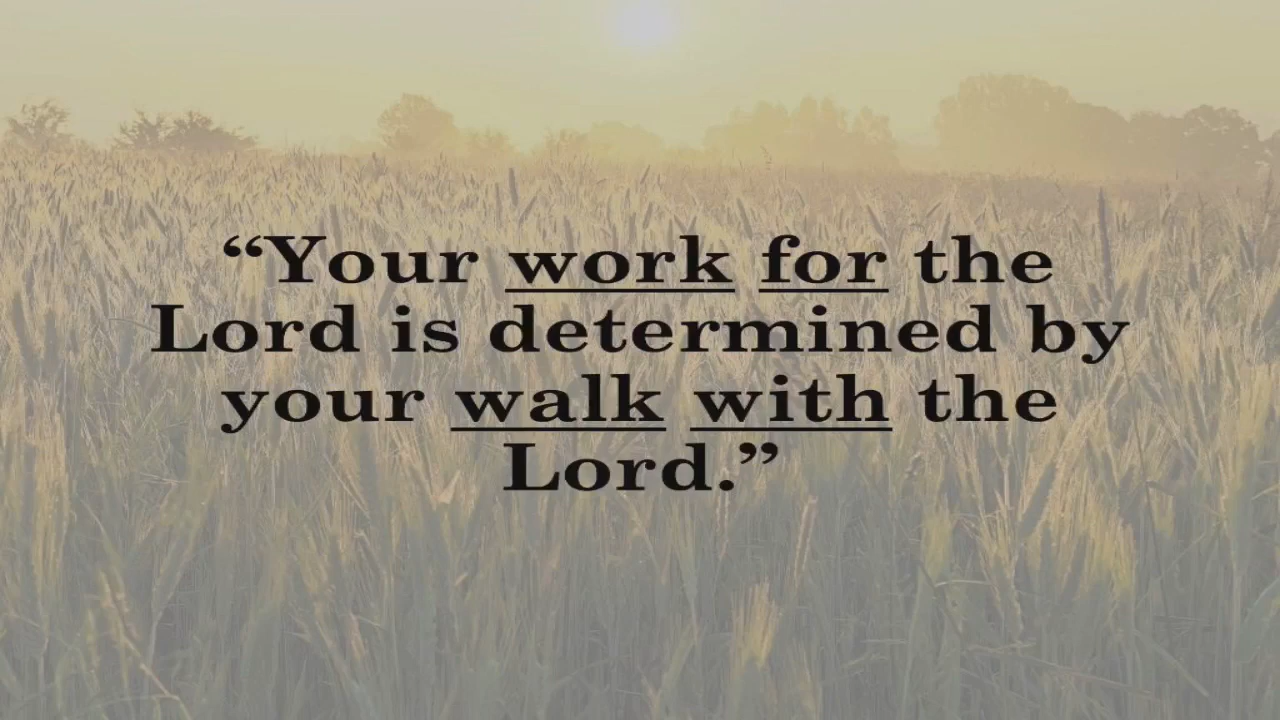 “Your work for the
Lord is determined by
your walk with the
Lord.”